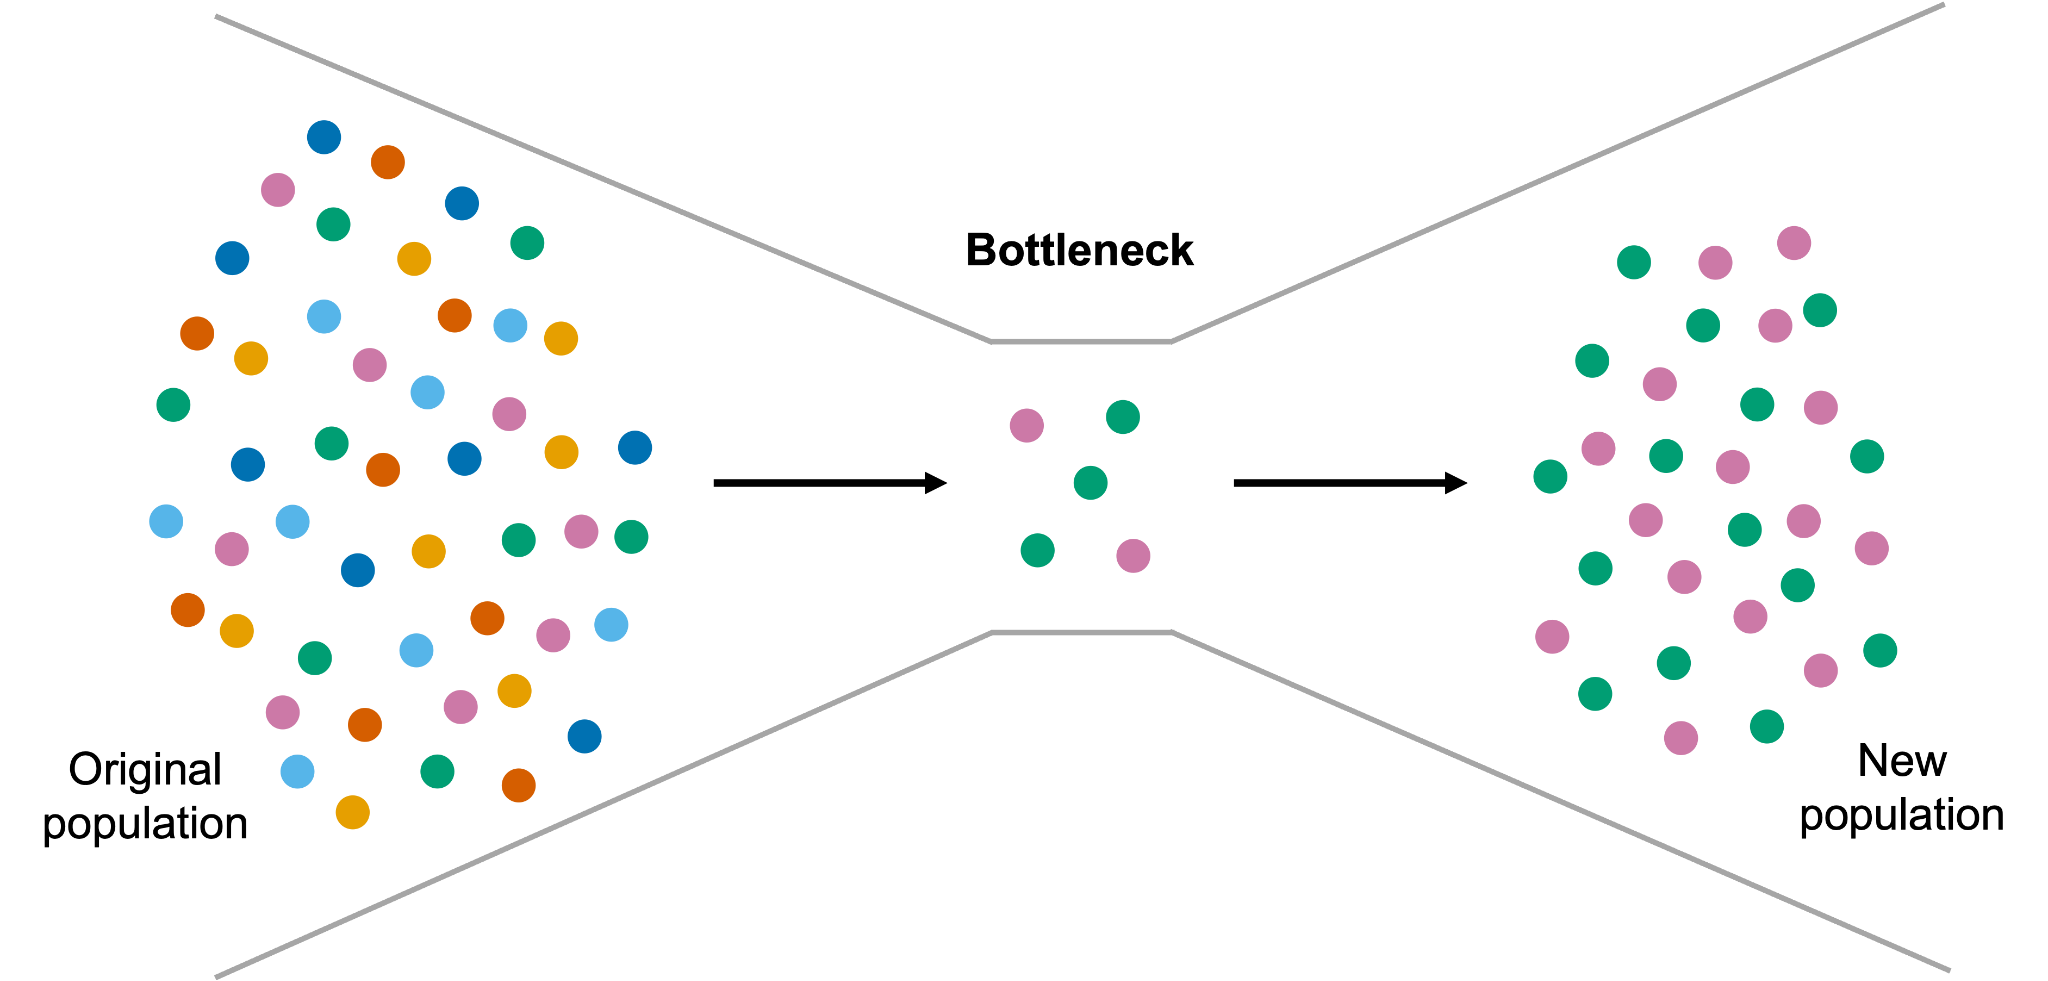 Bottleneck
Original
population
New
population